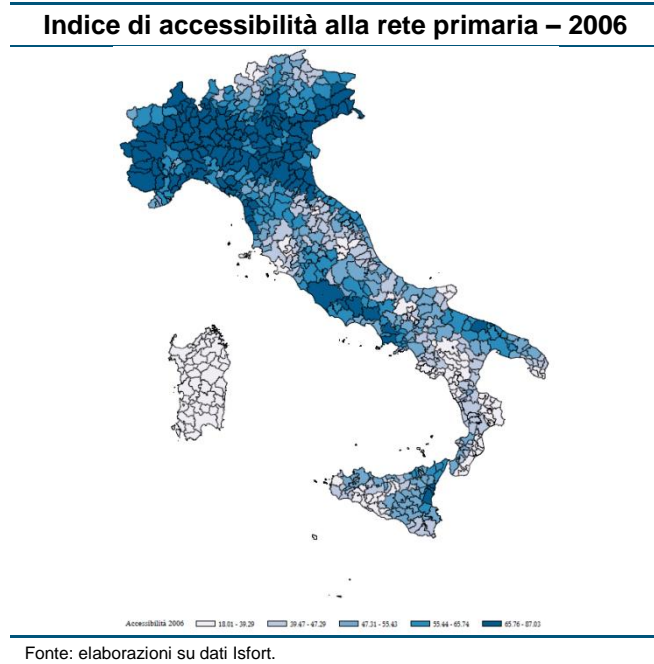 Indice di accessibilità alla rete primaria – 2006
Accessibilità 2006 18.01 - 39.29 39.47 - 47.29 47.31 - 55.43 55.44 - 65.74 65.76 - 87.03
Fonte: elaborazioni su dati Isfort.